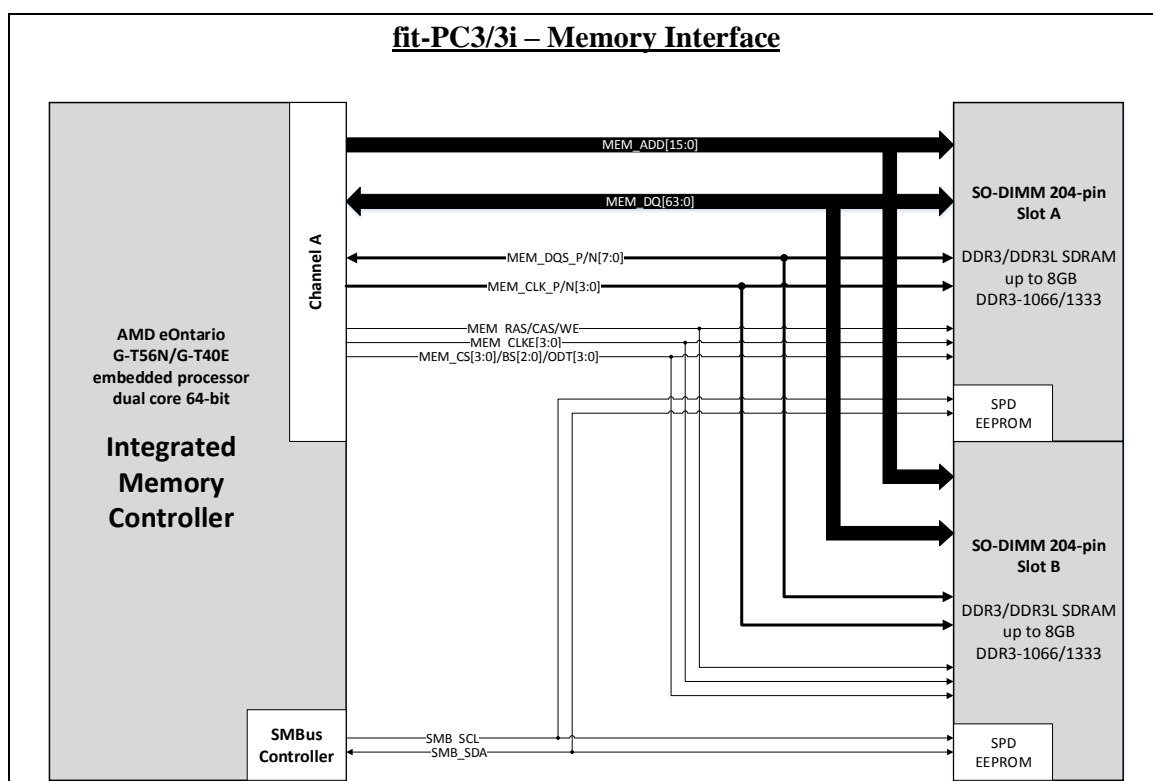 fit-PC3/3i – Memory Interface
Channel A
AMD eOntario
G-T56N/G-T40E
embedded processor
dual core 64-bit
Integrated
Memory
Controller
SMBus
Controller
MEM_ADD[15:0]
MEM_DQ[63:0]
MEM_DQS_P/N[7:0]
MEM_CLK_P/N[3:0]
MEM_RAS/CAS/WE
MEM_CLKE[3:0]
MEM_CS[3:0]/BS[2:0]/ODT[3:0]
SMB_SCL
SMB_SDA
SO-DIMM 204-pin
Slot A
DDR3/DDR3L SDRAM
up to 8GB
DDR3-1066/1333
SPD
EEPROM
SO-DIMM 204-pin
Slot B
DDR3/DDR3L SDRAM
up to 8GB
DDR3-1066/1333
SPD
EEPROM